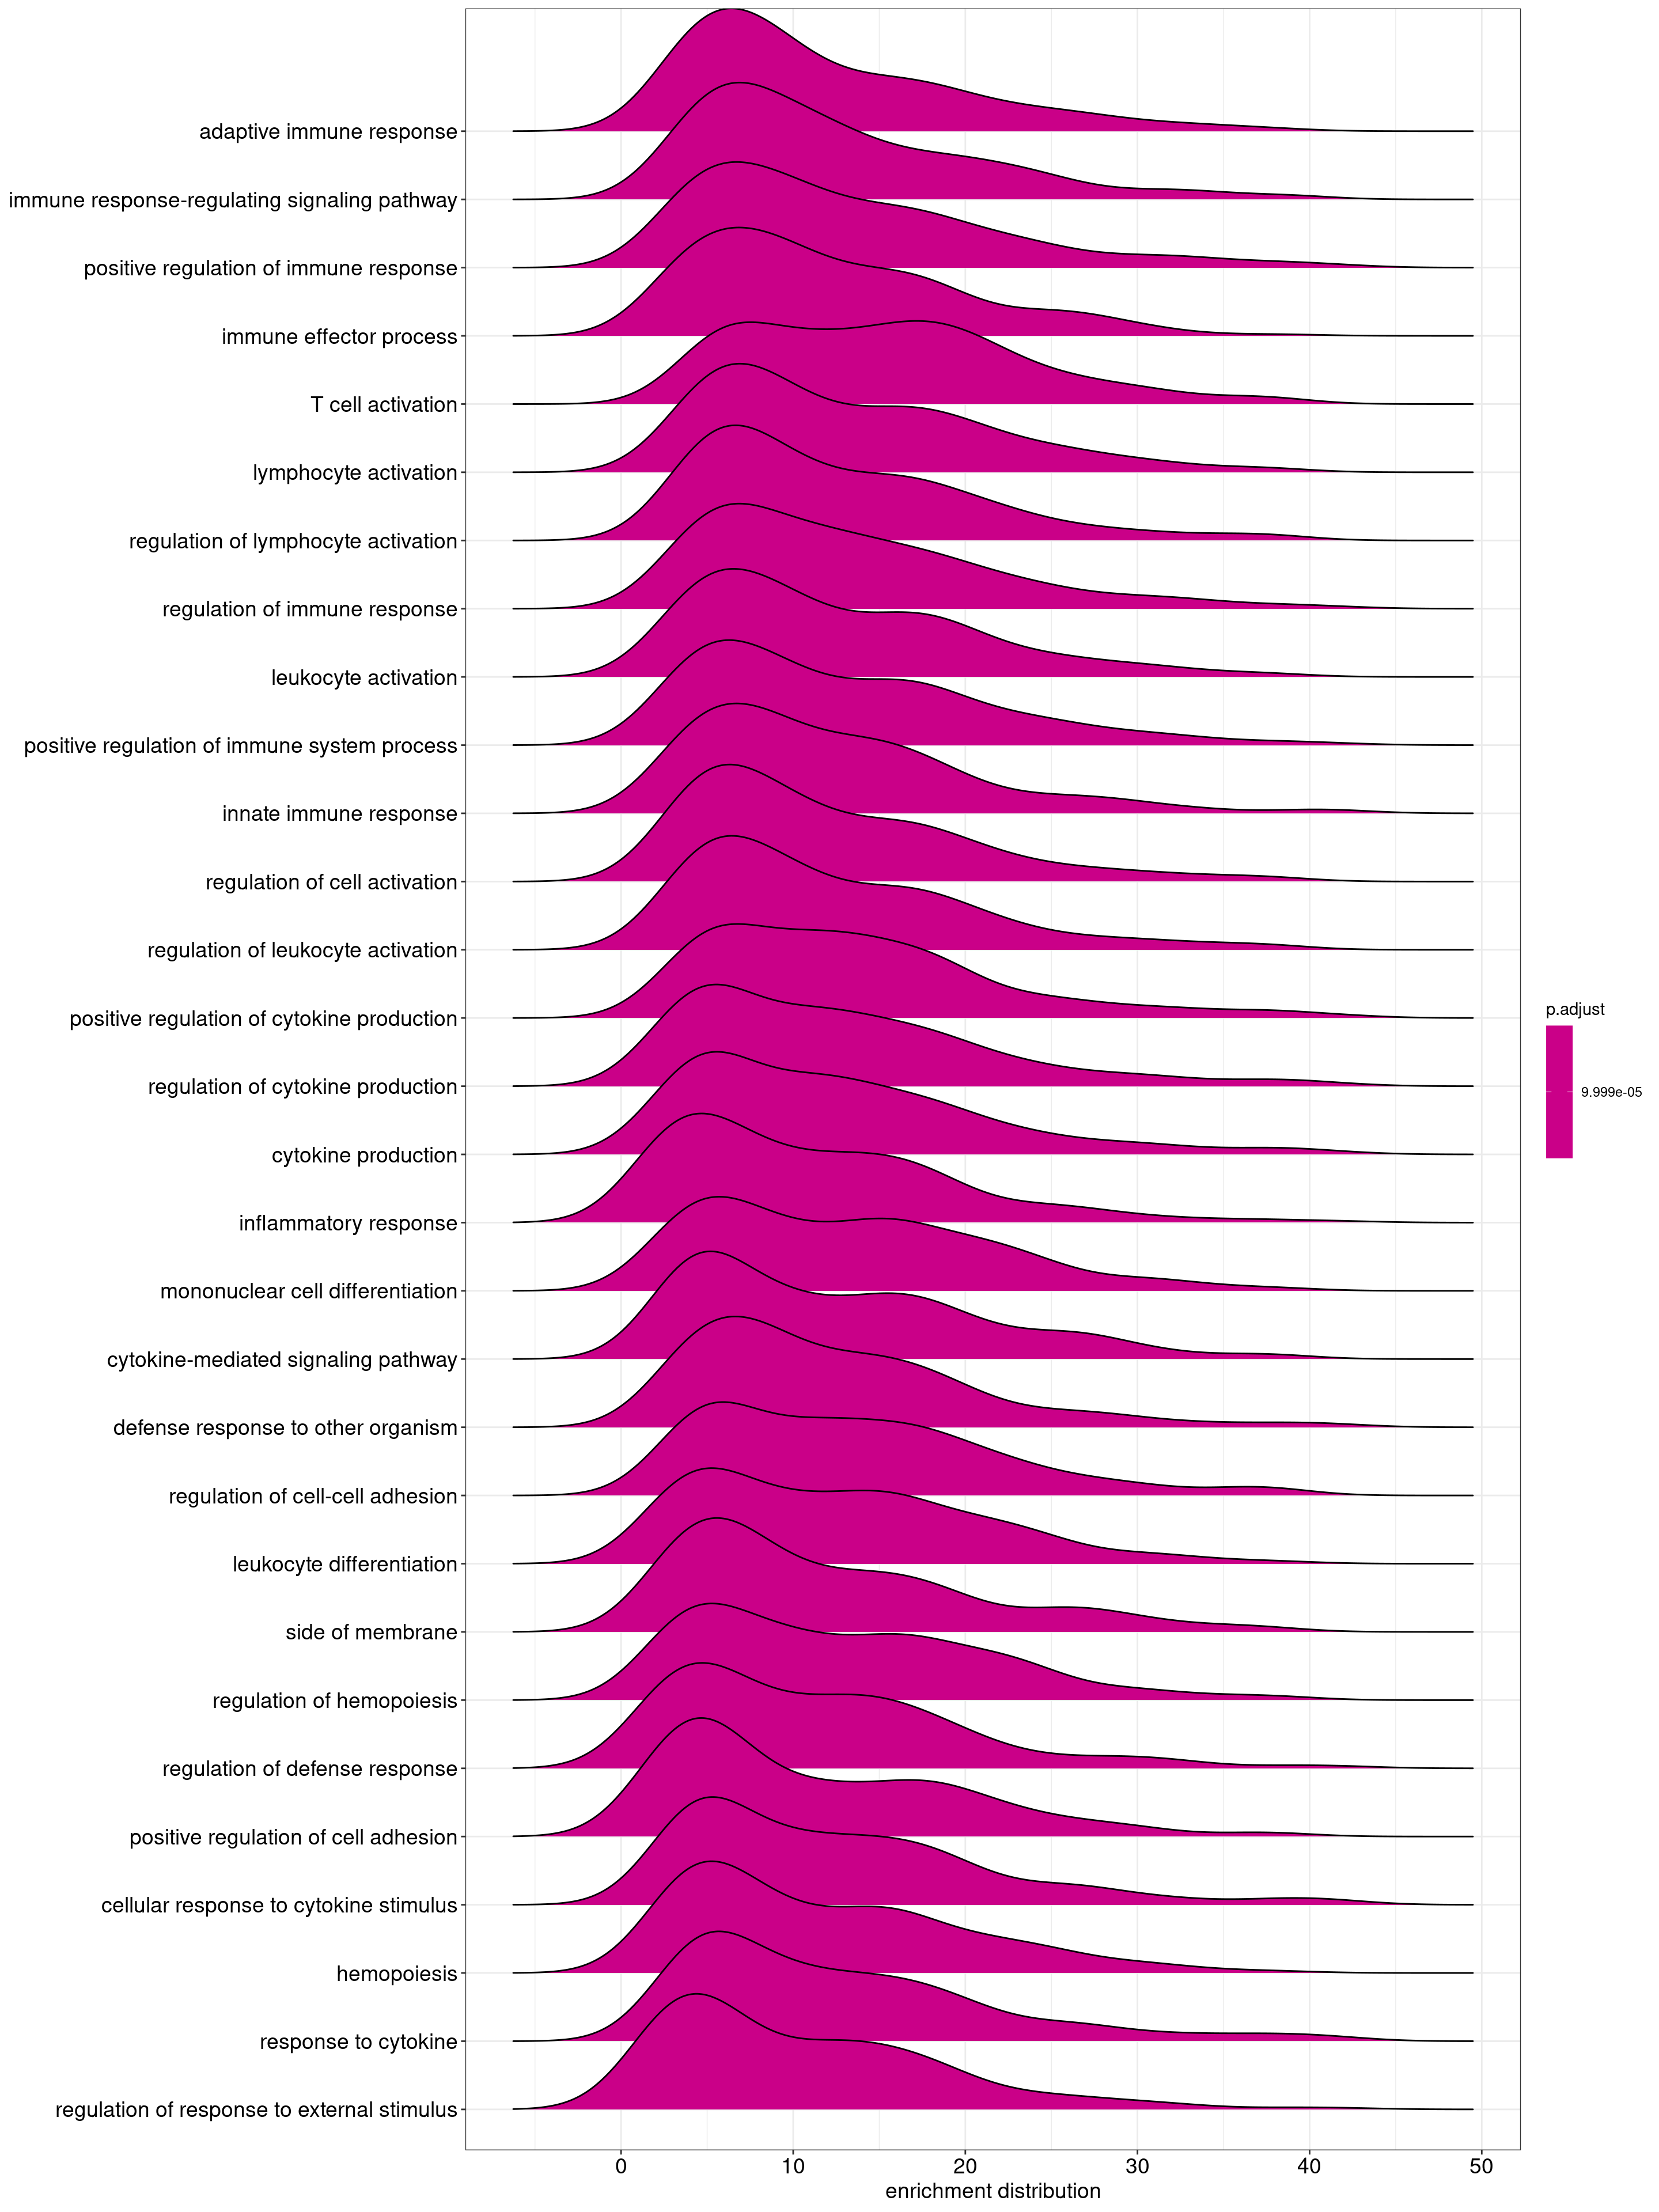 adaptive immune response
immune response-regulating signaling pathway
positive regulation of immune response
immune effector process
T cell activation
lymphocyte activation
regulation of lymphocyte activation
regulation of immune response
leukocyte activation
positive regulation of immune system process
innate immune response
regulation of cell activation
regulation of leukocyte activation
positive regulation of cytokine production
regulation of cytokine production
cytokine production
inflammatory response
mononuclear cell differentiation
cytokine-mediated signaling pathway
defense response to other organism
regulation of cell-cell adhesion
leukocyte differentiation
side of membrane
regulation of hemopoiesis
regulation of defense response
positive regulation of cell adhesion
cellular response to cytokine stimulus
hemopoiesis
response to cytokine
regulation of response to external stimulus
0 10 20 30 40 50
enrichment distribution
p.adjust
9.999e-05